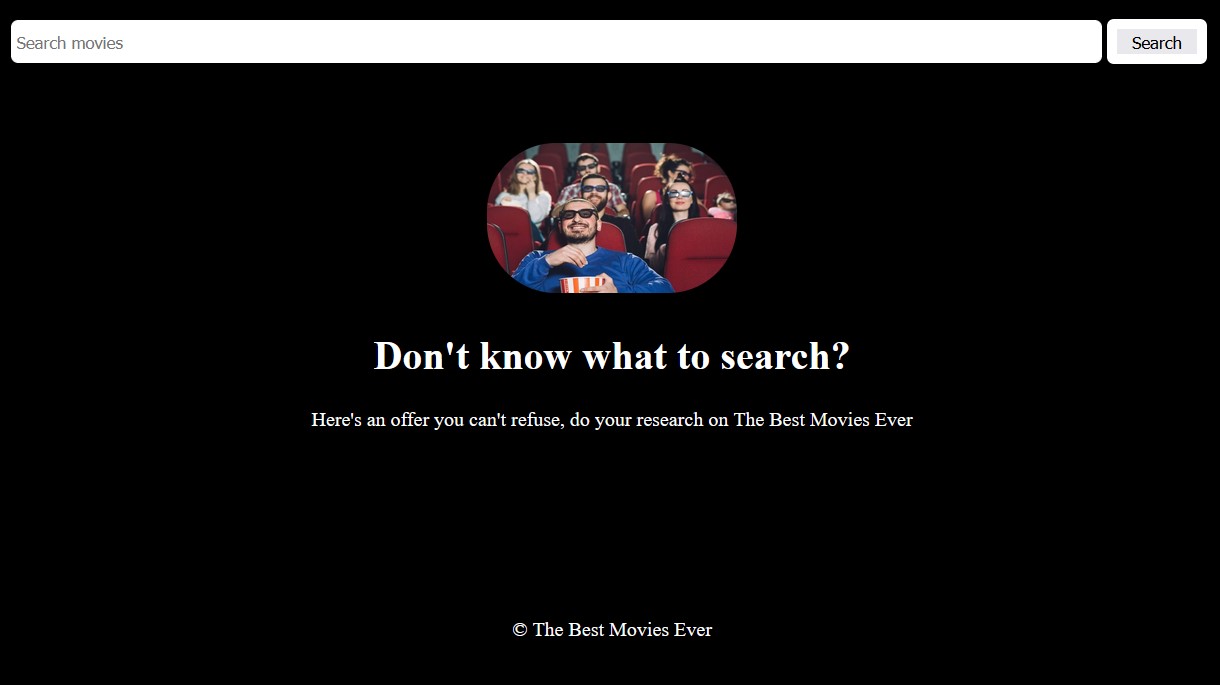 Search movies
Search
Don't know what to search?
Here's an offer you can't refuse, do your research on The Best Movies Ever
© The Best Movies Ever